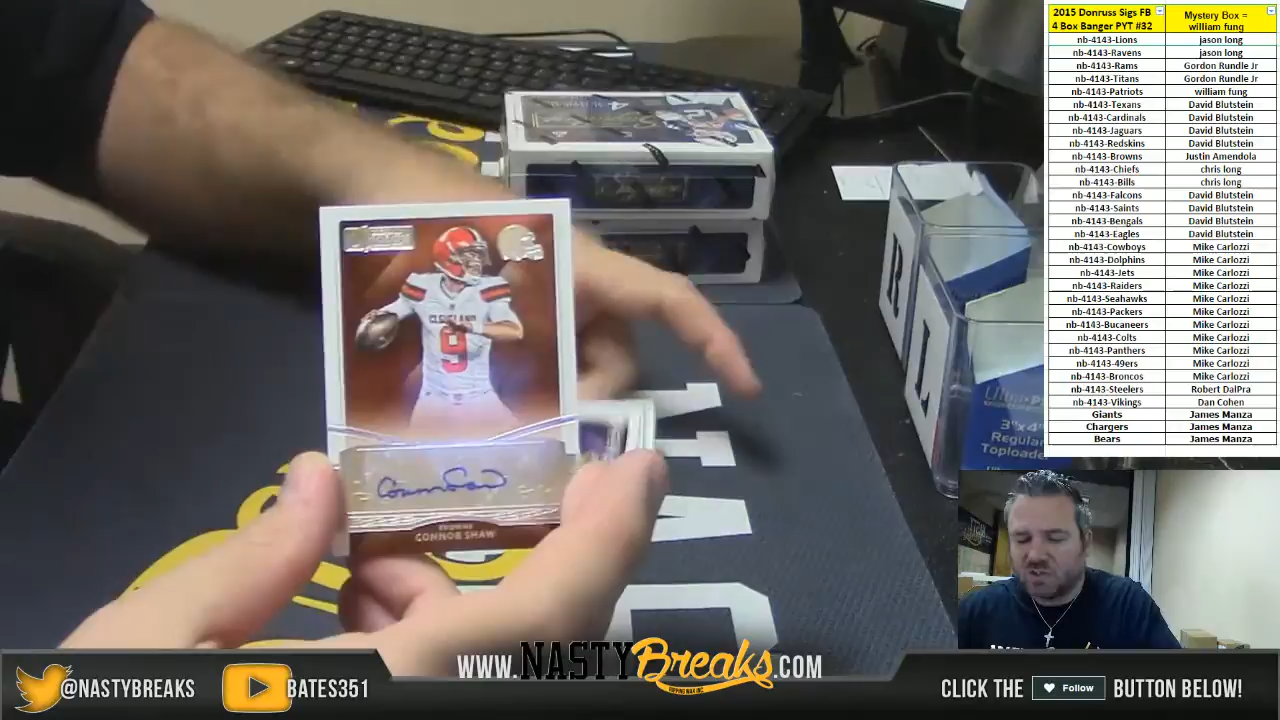 2015 Donruss Sigs FB
4 Box Banger PYT #32
Mystery Box =
william fung
nb-4143-Lions jason long
nb-4143-Ravens jason long
nb-4143-Rams Gordon Rundle Jr
nb-4143-Titans Gordon Rundle Jr
nb-4143-Patriots william fung
nb-4143-Texans David Blutstein
nb-4143-Cardinals David Blutstein
nb-4143-Jaguars David Blutstein
nb-4143-Redskins David Blutstein
nb-4143-Browns Justin Amendola
nb-4143-Chiefs chris long
nb-4143-Bills chris long
nb-4143-Falcons David Blutstein
nb-4143-Saints David Blutstein
nb-4143-Bengals David Blutstein
nb-4143-Eagles David Blutstein
nb-4143-Cowboys Mike Carlozzi
nb-4143-Dolphins Mike Carlozzi
nb-4143-Jets Mike Carlozzi
nb-4143-Raiders Mike Carlozzi
nb-4143-Seahawks Mike Carlozzi
nb-4143-Packers Mike Carlozzi
nb-4143-Bucaneers Mike Carlozzi
nb-4143-Colts Mike Carlozzi
nb-4143-Panthers Mike Carlozzi
nb-4143-49ers Mike Carlozzi
nb-4143-Broncos Mike Carlozzi
nb-4143-Steelers Robert DalPra
nb-4143-Vikings Dan Cohen
Giants James Manza
Chargers James Manza
Bears James Manza
CLEVELAND
9
BROWNS
CONNOR SHAW
R
L
3"x4"
Regular
Toploader
@NASTYBREAKS
BATES351
WWW.NASTYBreaks.COM
RIPPING WAX INC.
CLICK THE Follow BUTTON BELOW!